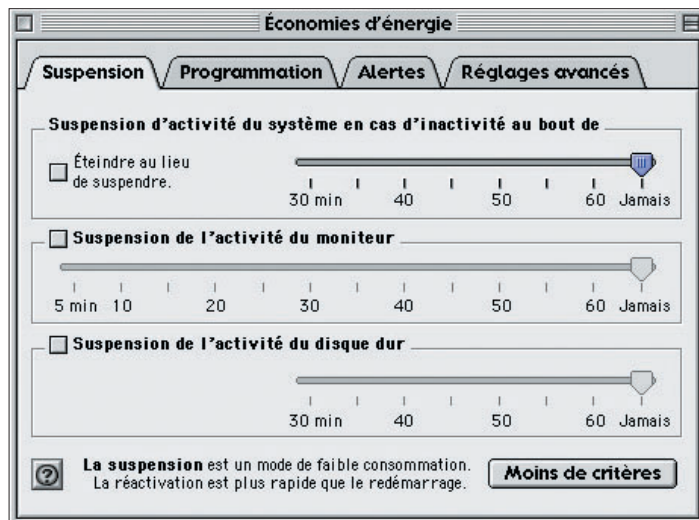 Économies d'énergie
Suspension Programmation Alertes Réglages avancés
Suspension d'activité du système en cas d'inactivité au bout de
Éteindre au lieu
de suspendre.
30 min 40 50 60 Jamais
Suspension de l'activité du moniteur
5 min 10 20 30 40 50 60 Jamais
Suspension de l'activité du disque dur
30 min 40 50 60 Jamais
La suspension est un mode de faible consommation.
La réactivation est plus rapide que le redémarrage.
Moins de critères